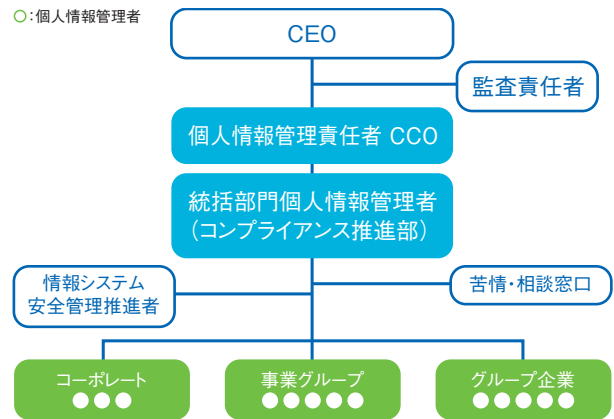 ○:個人情報管理者
CEO
監査責任者
個人情報管理責任者 CCO
統括部門個人情報管理者
(コンプライアンス推進部)
情報システム
安全管理推進者
苦情・相談窓口
コーポレート
事業グループ
グループ企業